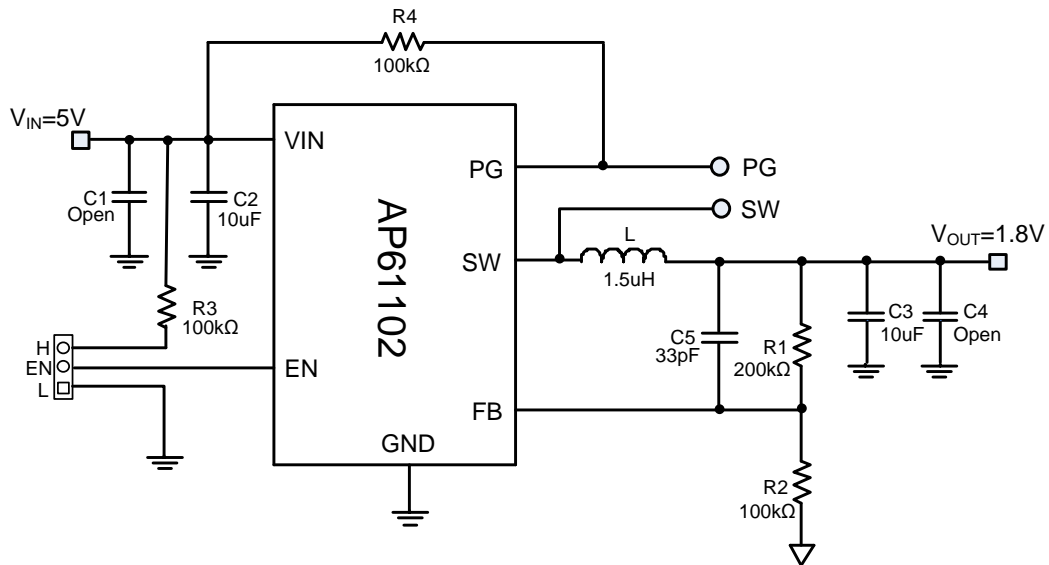 R4
100kΩ
VIN=5V
VIN
C1
Open
C2
10uF
PG
PG
SW
AP61102
L
SW
1.5uH
VOUT=1.8V
R3
100kΩ
H
EN
L
EN
C5
33pF
R1
200kΩ
C3
10uF
C4
Open
FB
GND
R2
100kΩ